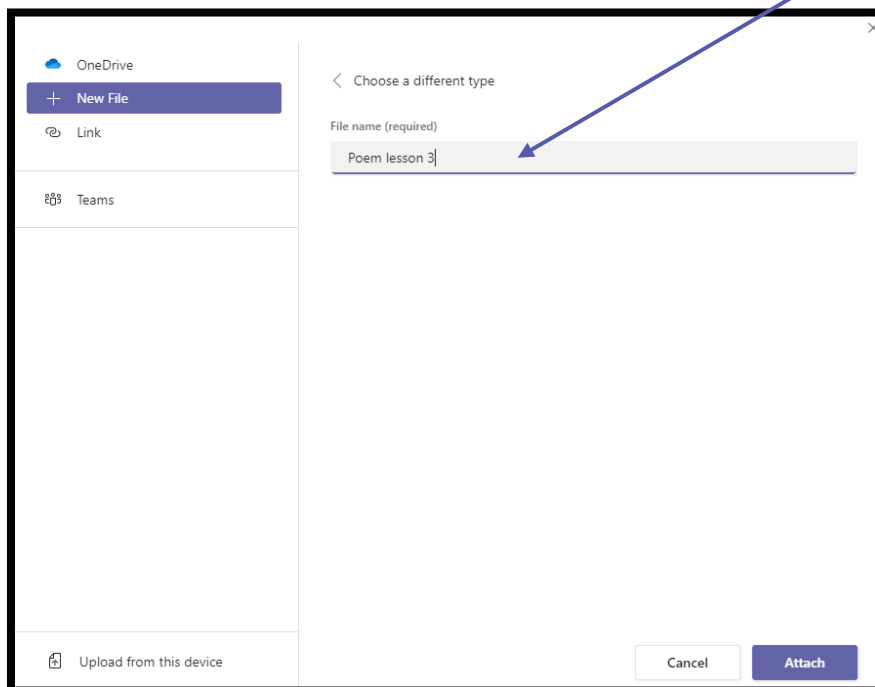 OneDrive
New File
Link
Teams
Upload from this device
Choose a different type
File name (required)
Poem lesson 3
Cancel
Attach